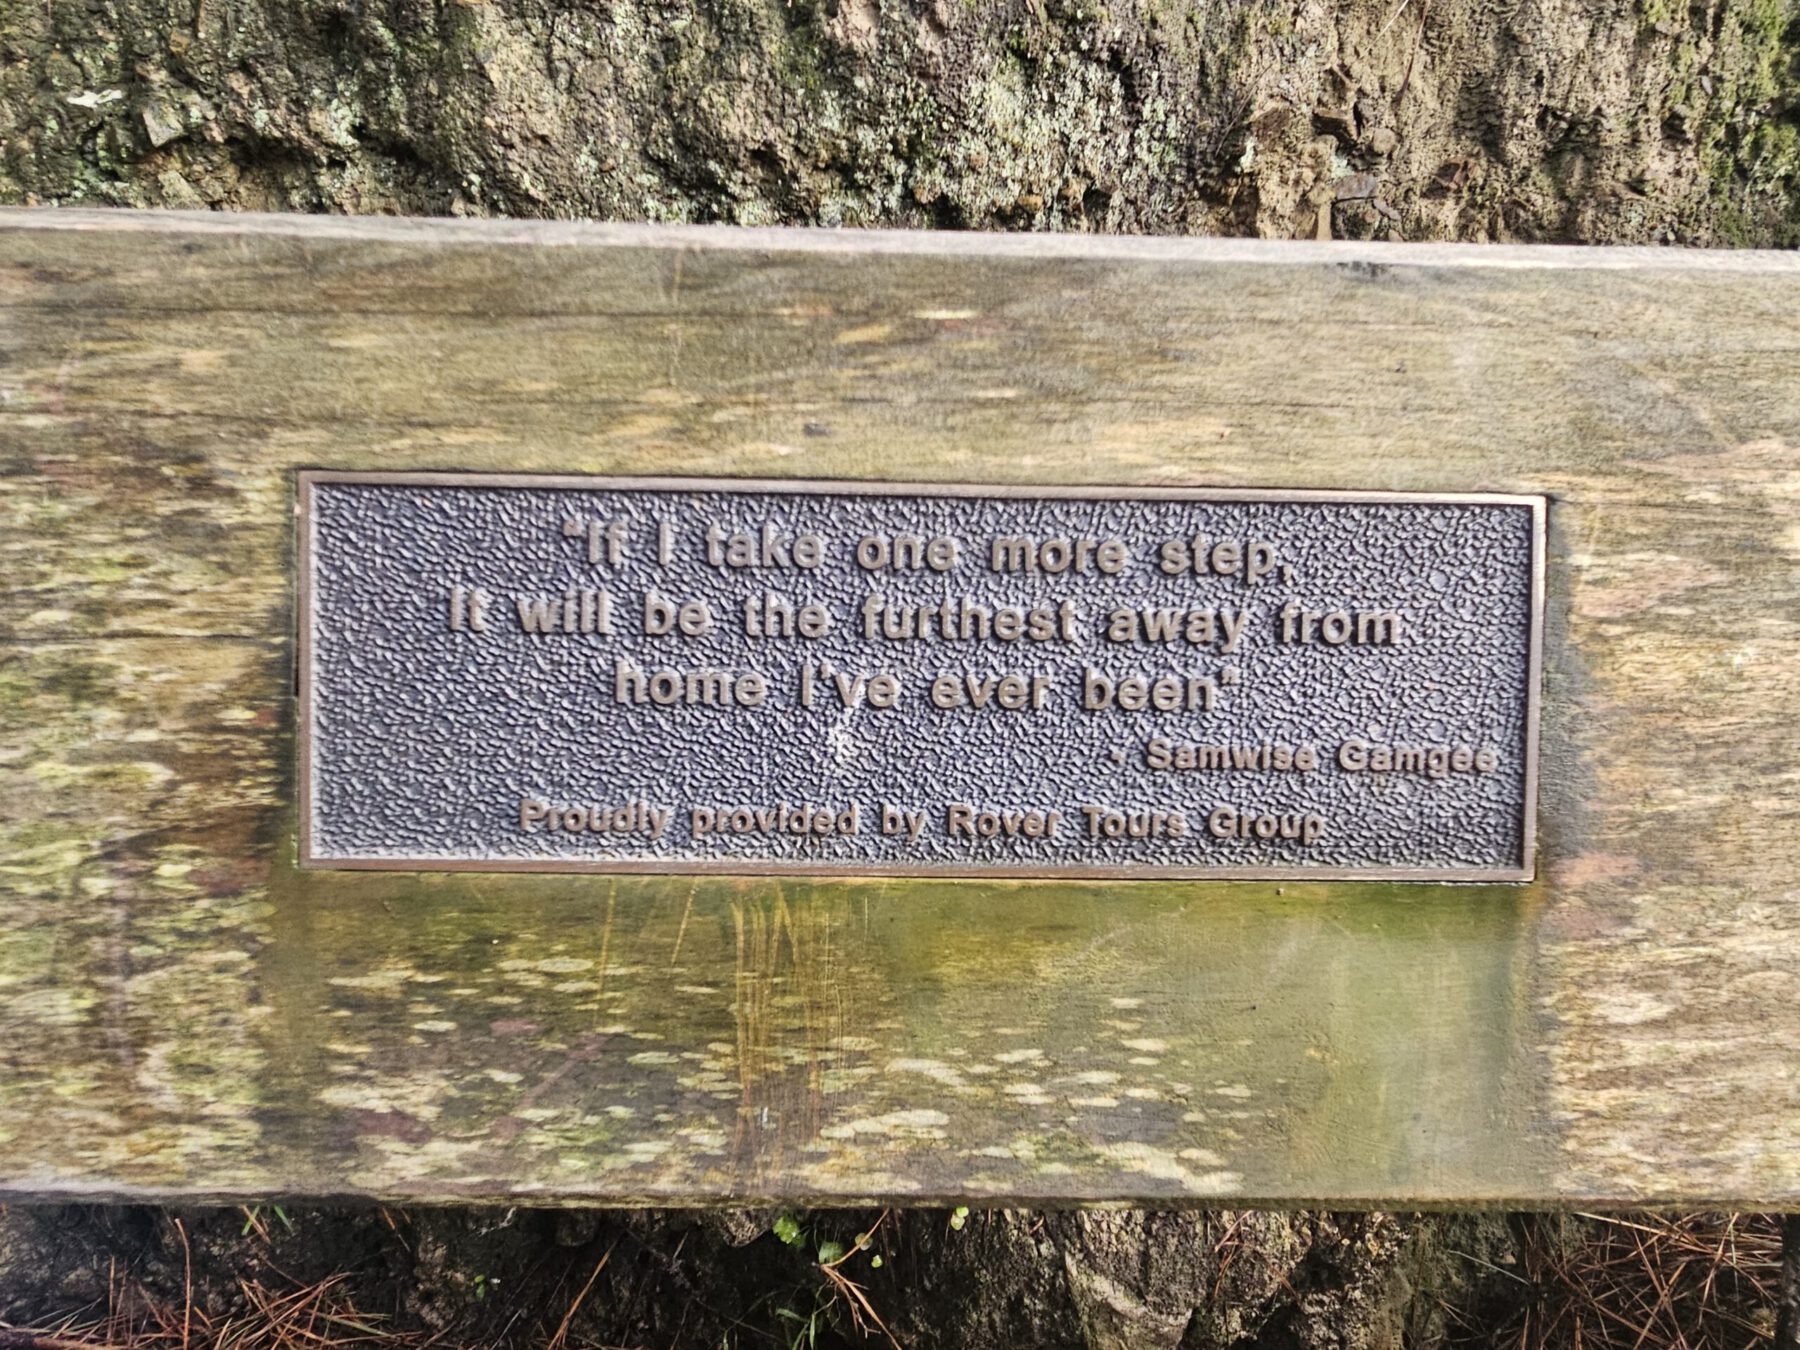 "If I take one more step,
It will be the furthest away from
home I've ever been"
- Samwise Gamgee
Proudly provided by Rover Tours Group